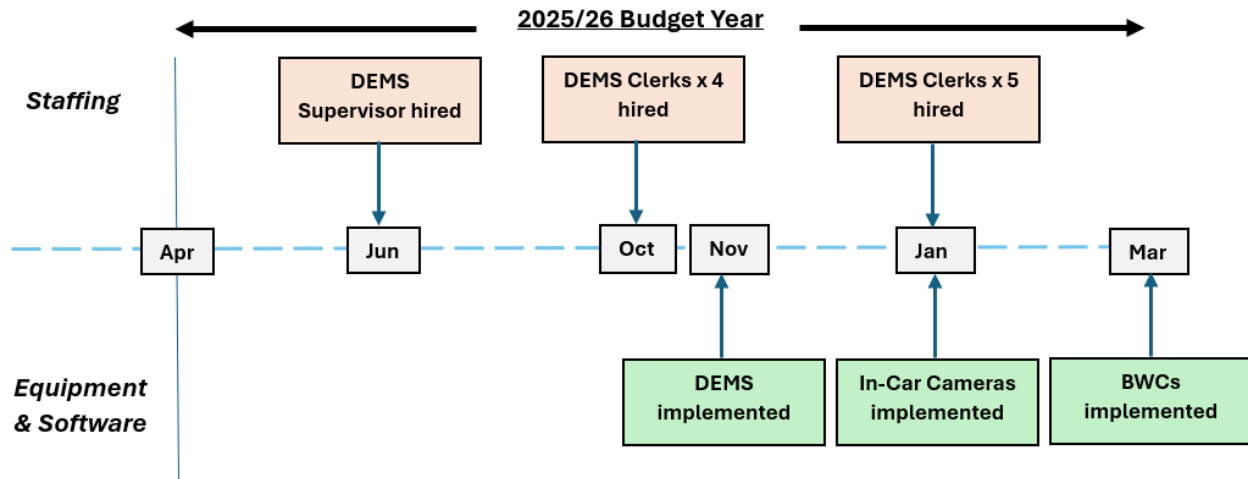 2025/26 Budget Year
Staffing
DEMS
Supervisor hired
DEMS Clerks x 4
hired
DEMS Clerks x 5
hired
Apr
Jun
Oct
Nov
Jan
Mar
Equipment
& Software
DEMS
implemented
In-Car Cameras
implemented
BWCs
implemented